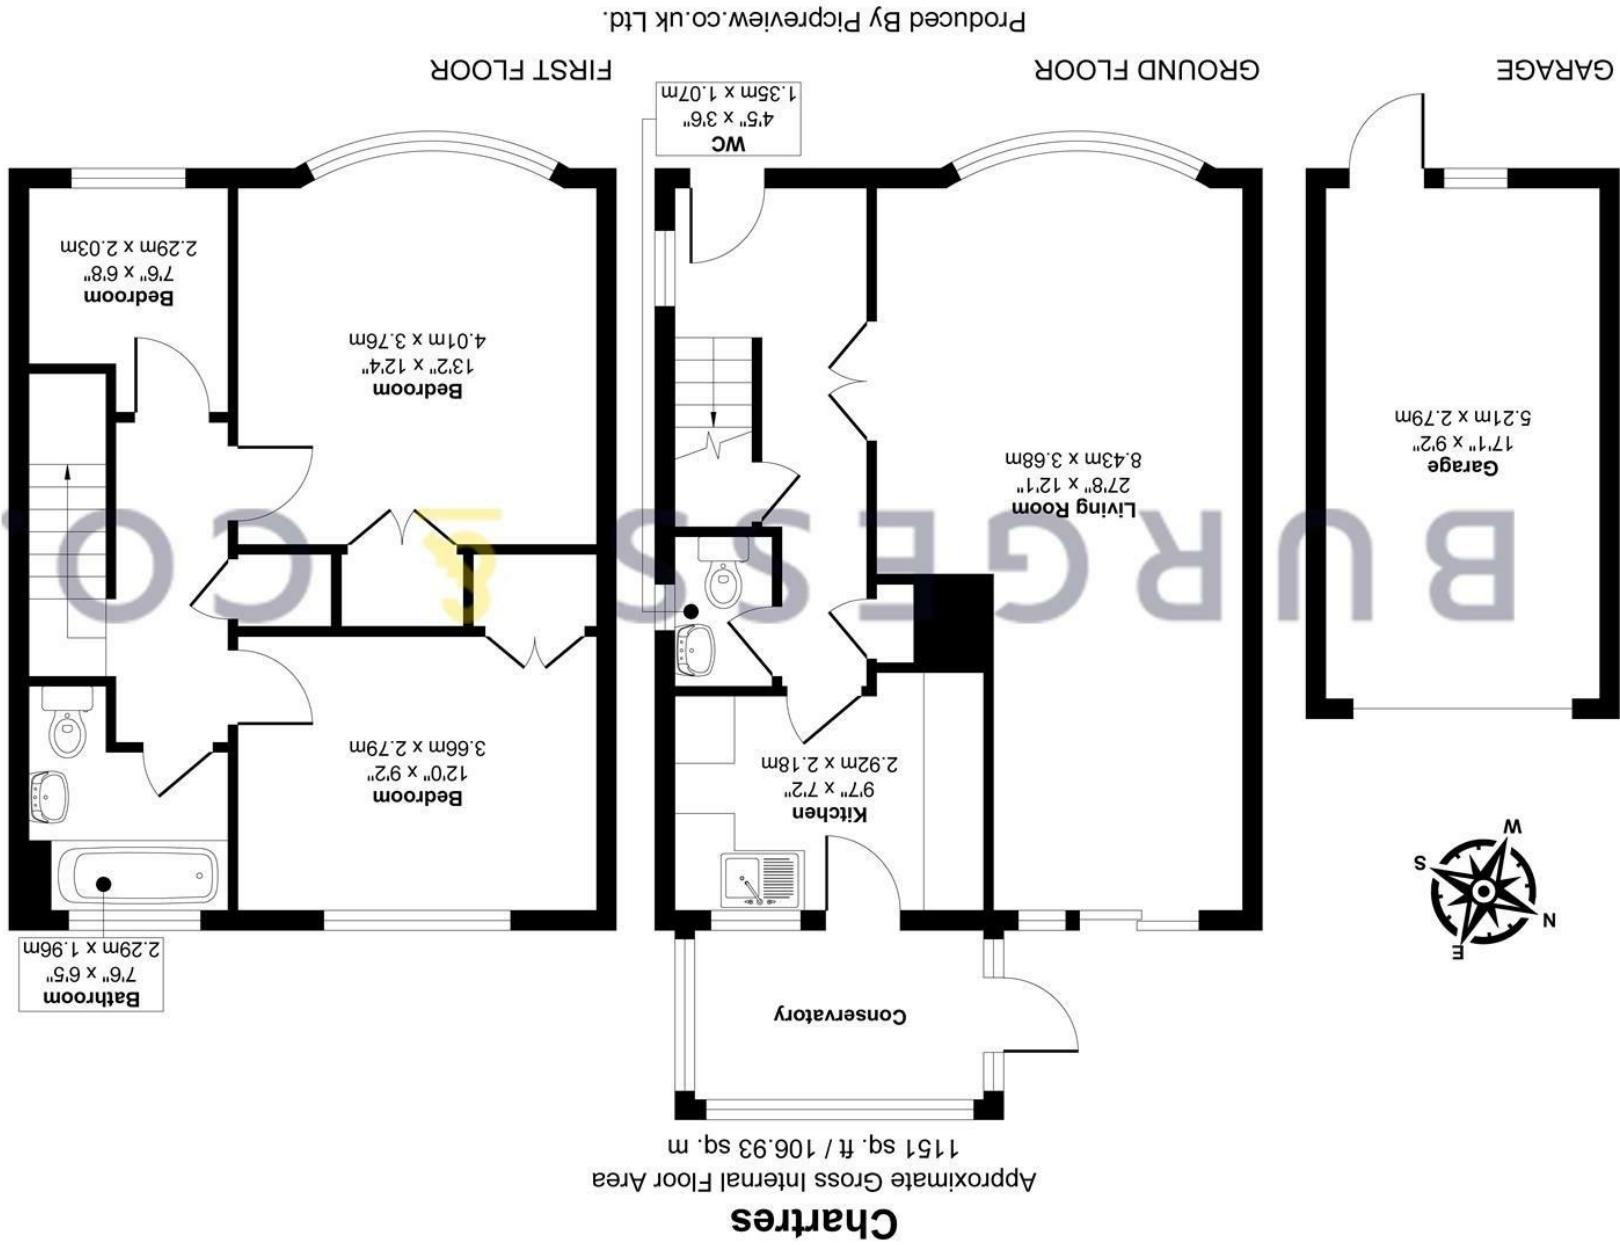 Chartres
Approximate Gross Internal Floor Area
1151 sq. ft / 106.93 sq. m
Conservatory
Bathroom
7'6" x 6'5"
2.29m x 1.96m
E
N
S
W
Kitchen
9'7" x 7'2"
2.92m x 2.18m
Bedroom
12'0" x 9'2"
3.66m x 2.79m
BURGESS & CO.
Living Room
27'8" x 12'1"
8.43m x 3.68m
Garage
17'1" x 9'2"
5.21m x 2.79m
Bedroom
13'2" x 12'4"
4.01m x 3.76m
Bedroom
7'6" x 6'8"
2.29m x 2.03m
WC
4'5" x 3'6"
1.35m x 1.07m
GARAGE
GROUND FLOOR
FIRST FLOOR
Produced By Picpreview.co.uk Ltd.